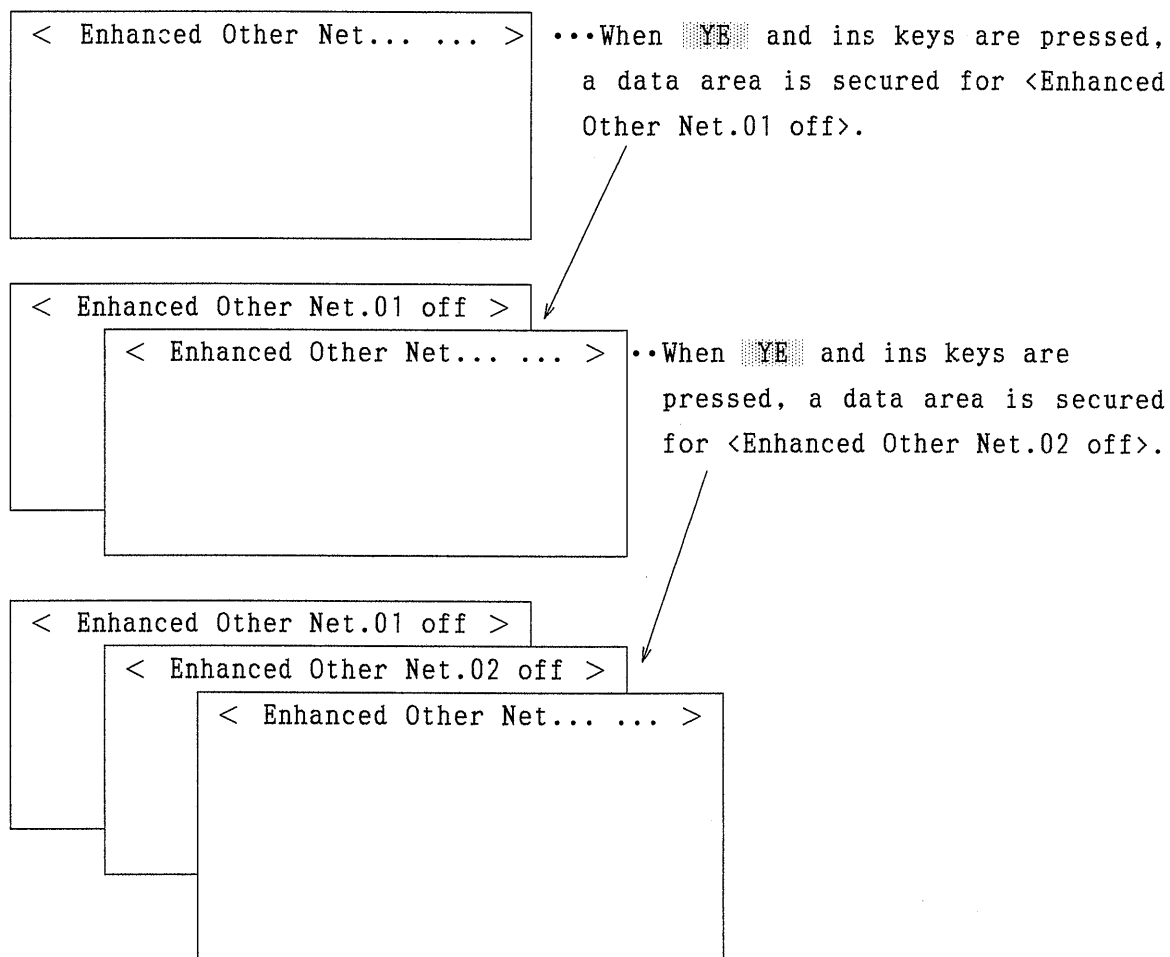 < Enhanced Other Net... ... >
•••When YE and ins keys are pressed,
a data area is secured for <Enhanced
Other Net.01 off>.
< Enhanced Other Net.01 off >
< Enhanced Other Net... ... >
••When YE and ins keys are
pressed, a data area is secured
for <Enhanced Other Net.02 off>.
< Enhanced Other Net.01 off >
< Enhanced Other Net.02 off >
< Enhanced Other Net... ... >